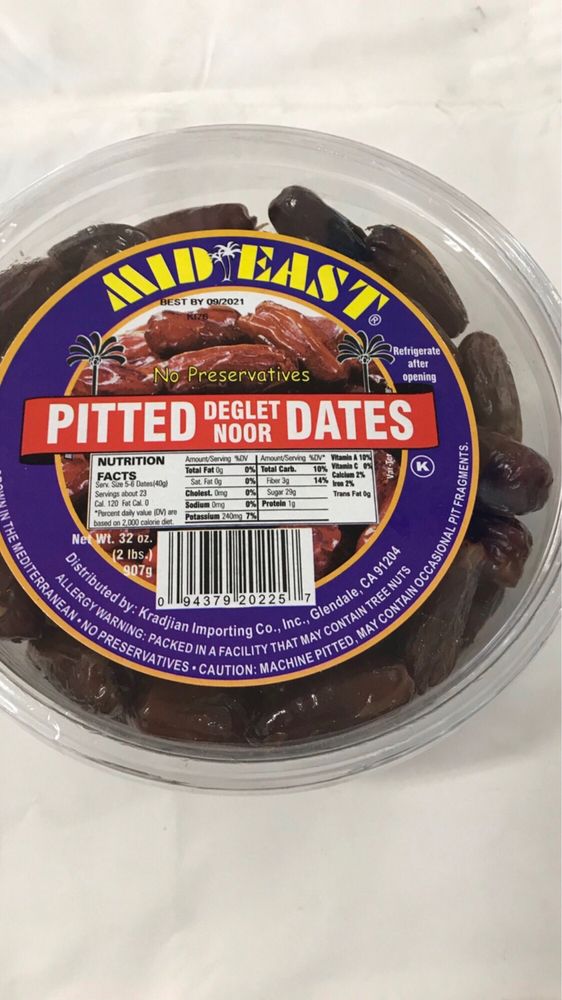 MID EAST®
BEST BY 09/2021
Refrigerate
after
opening
No Preservatives
PITTED DEGLET NOOR DATES
K
NUTRITION
FACTS
Serv. Size 5-6 Dates(40g)
Servings about 23
Cal. 120 Fat Cal. 0
*Percent daily value (DV) are
based on 2,000 calorie diet.
Amount/Serving %DV
Total Fat 0g 0%
Sat. Fat 0g 0%
Cholest. 0mg 0%
Sodium 0mg 0%
Potassium 240mg 7%
Amount/Serving %DV*
Total Carb. 10%
Fiber 3g 14%
Sugar 29g
Protein 1g
Vitamin A 10%
Vitamin C 0%
Calcium 2%
Iron 2%
Trans Fat 0g
Net Wt. 32 oz.
(2 lbs.)
907g
0 94379 20225 7
Distributed by: Kradjian Importing Co., Inc., Glendale, CA 91204
ALLERGY WARNING: PACKED IN A FACILITY THAT MAY CONTAIN TREE NUTS
IN THE MEDITERRANEAN • NO PRESERVATIVES • CAUTION: MACHINE PITTED, MAY CONTAIN OCCASIONAL PIT FRAGMENTS.